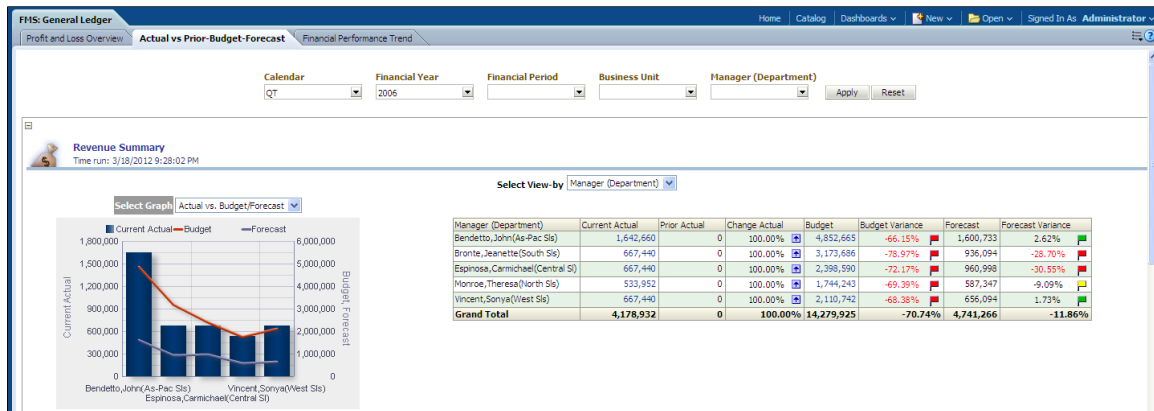 FMS: General Ledger
Home Catalog Dashboards New Open Signed In As Administrator
Profit and Loss Overview Actual vs Prior-Budget-Forecast Financial Performance Trend
Calendar Financial Year Financial Period Business Unit Manager (Department)
QT 2006 Apply Reset
Revenue Summary
Time run: 3/18/2012 9:28:02 PM
Select View-by Manager (Department)
Select Graph Actual vs. Budget/Forecast
Current Actual Budget Forecast
1,800,000 6,000,000
1,500,000 5,000,000
1,200,000 4,000,000
900,000 3,000,000
600,000 2,000,000
300,000 1,000,000
0 0
Current Actual
Budget, Forecast
Bendetto,John(As-Pac Sls) Vincent,Sonya(West Sls)
Espinosa,Carmichael(Central Sl)
Manager (Department) Current Actual Prior Actual Change Actual Budget Budget Variance Forecast Forecast Variance
Bendetto,John(As-Pac Sls) 1,642,660 0 100.00% 4,852,665 -66.15% 1,600,733 2.62%
Bronte,Jeanette(South Sls) 667,440 0 100.00% 3,173,686 -78.97% 936,094 -28.70%
Espinosa,Carmichael(Central Sl) 667,440 0 100.00% 2,398,590 -72.17% 960,998 -30.55%
Monroe,Theresa(North Sls) 533,952 0 100.00% 1,744,243 -69.39% 587,347 -9.09%
Vincent,Sonya(West Sls) 667,440 0 100.00% 2,110,742 -68.38% 656,094 1.73%
Grand Total 4,178,932 0 100.00% 14,279,925 -70.74% 4,741,266 -11.86%